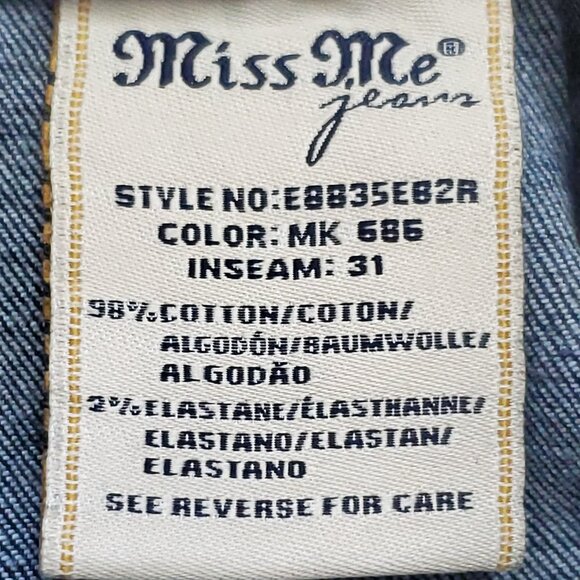 Miss Me®
jeans
STYLE NO:E8835EB2R
COLOR: MK 686
INSEAM: 31
98% COTTON/COTON/
ALGODÓN/BAUMWOLLE/
ALGODÃO
2% ELASTANE/ÉLASTHANNE/
ELASTANO/ELASTAN/
ELASTANO
SEE REVERSE FOR CARE